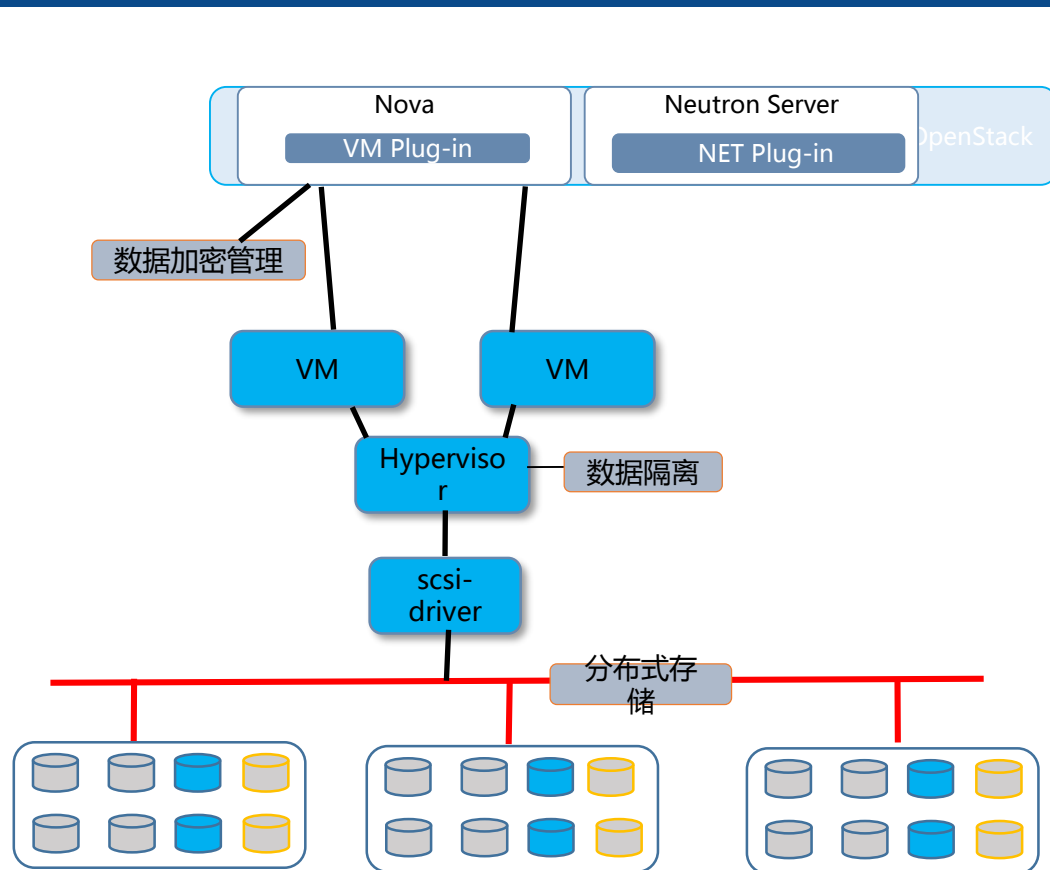 Nova
Neutron Server
VM Plug-in
NET Plug-in
OpenStack
数据加密管理
VM
VM
Hyperviso
r
数据隔离
scsi-
driver
分布式存
储